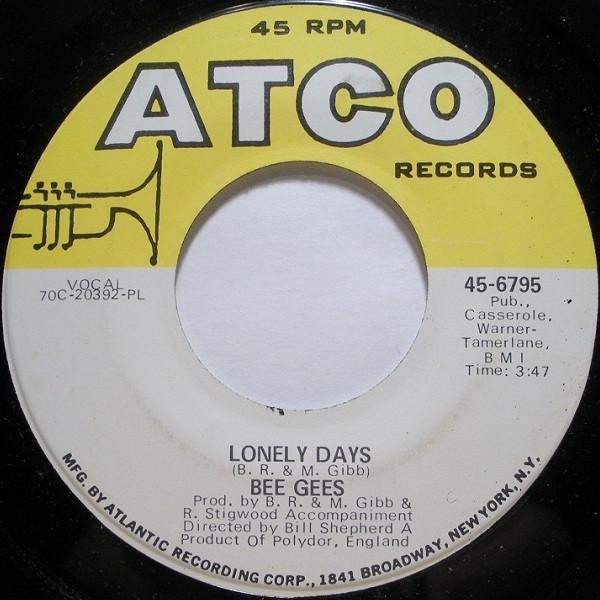 45 RPM
ATCO
RECORDS
VOCAL
70C-20392-PL
45-6795
Pub.,
Casserole,
Warner-
Tamerlane,
B M I
Time: 3:47
LONELY DAYS
(B. R. & M. Gibb)
BEE GEES
Prod. by B. R. & M. Gibb &
R. Stigwood Accompaniment
Directed by Bill Shepherd A
Product Of Polydor, England
MFG. BY ATLANTIC RECORDING CORP., 1841 BROADWAY, NEW YORK, N.Y.